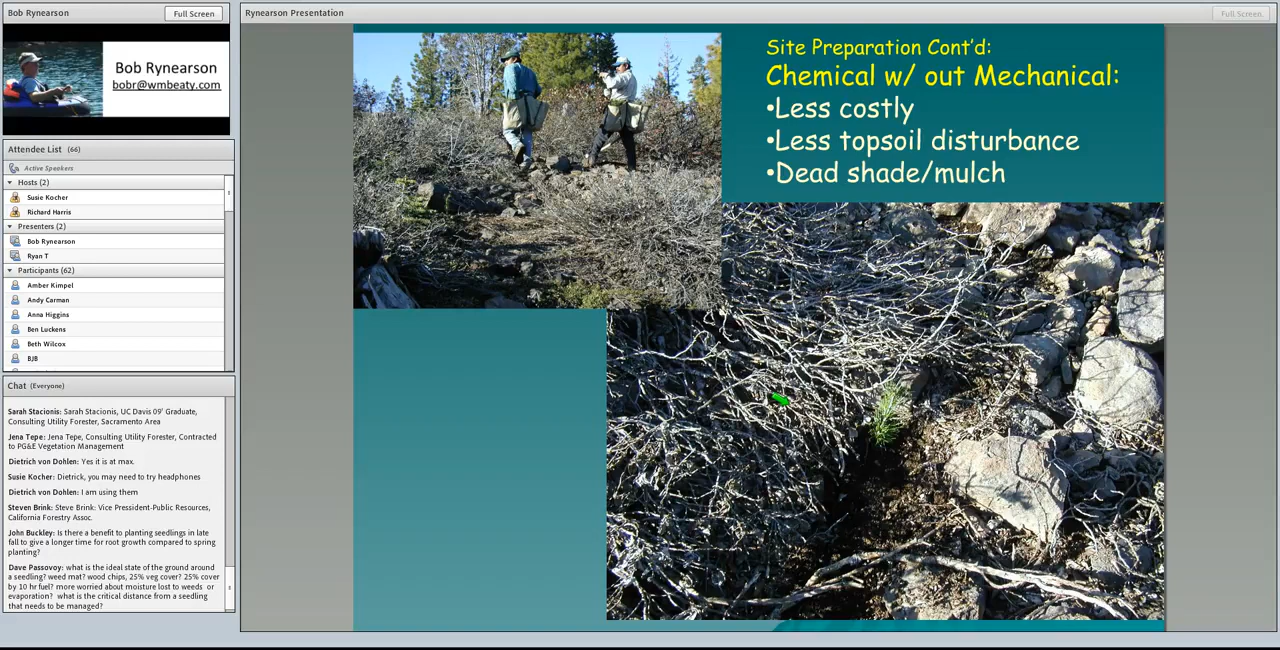 Bob Rynearson
Full Screen
Bob Rynearson
bobr@wmbeaty.com
Attendee List (66)
Active Speakers
Hosts (2)
Susie Kocher
Richard Harris
Presenters (2)
Bob Rynearson
Ryan T
Participants (62)
Amber Kimpel
Andy Carman
Anna Higgins
Ben Luckens
Beth Wilcox
BJB
Chat (Everyone)
Sarah Stacionis: Sarah Stacionis, UC Davis 09' Graduate,
Consulting Utility Forester, Sacramento Area
Jena Tepe: Jena Tepe, Consulting Utility Forester, Contracted
to PG&E Vegetation Management
Dietrich von Dohlen: Yes it is at max.
Susie Kocher: Dietrick, you may need to try headphones
Dietrich von Dohlen: I am using them
Steven Brink: Steve Brink: Vice President-Public Resources,
California Forestry Assoc.
John Buckley: Is there a benefit to planting seedlings in late
fall to give a longer time for root growth compared to spring
planting?
Dave Passovoy: what is the ideal state of the ground around
a seedling? weed mat? wood chips, 25% veg cover? 25% cover
by 10 hr fuel? more worried about moisture lost to weeds or
evaporation? what is the critical distance from a seedling
that needs to be managed?
Rynearson Presentation
Full Screen
Site Preparation Cont'd:
Chemical w/ out Mechanical:
•Less costly
•Less topsoil disturbance
•Dead shade/mulch